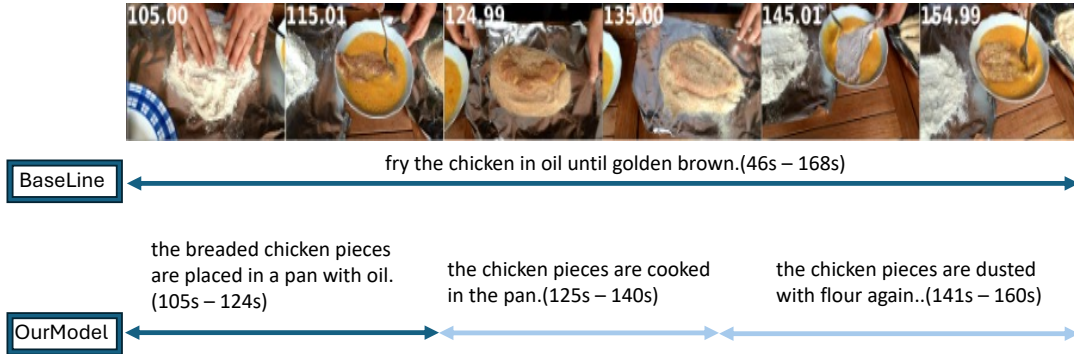 105.00 115.01 124.99 135.00 145.01 154.99
fry the chicken in oil until golden brown.(46s – 168s)
BaseLine
the breaded chicken pieces
are placed in a pan with oil.
(105s – 124s)
the chicken pieces are cooked
in the pan.(125s – 140s)
the chicken pieces are dusted
with flour again..(141s – 160s)
OurModel